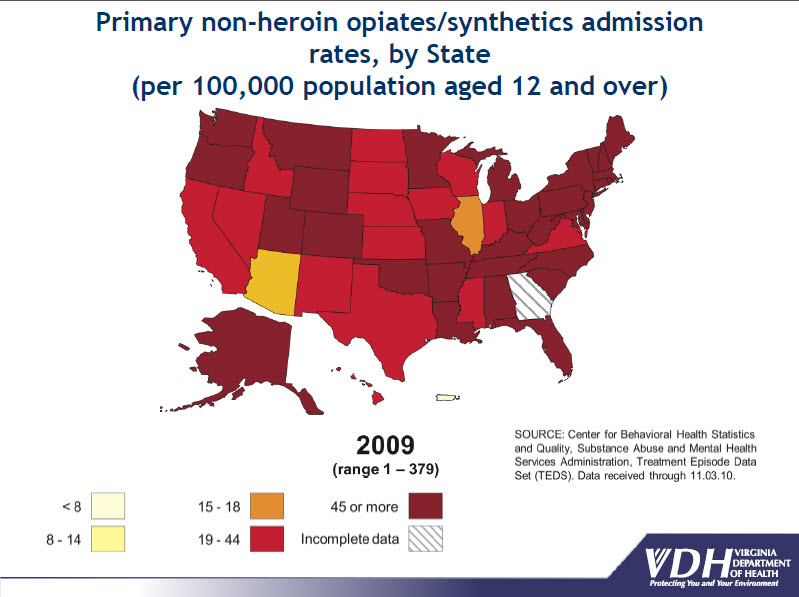 Primary non-heroin opiates/synthetics admission
rates, by State
(per 100,000 population aged 12 and over)
2009
(range 1 – 379)
SOURCE: Center for Behavioral Health Statistics
and Quality, Substance Abuse and Mental Health
Services Administration, Treatment Episode Data
Set (TEDS). Data received through 11.03.10.
< 8
15 - 18
45 or more
8 - 14
19 - 44
Incomplete data
VDH VIRGINIA
DEPARTMENT
OF HEALTH
Protecting You and Your Environment